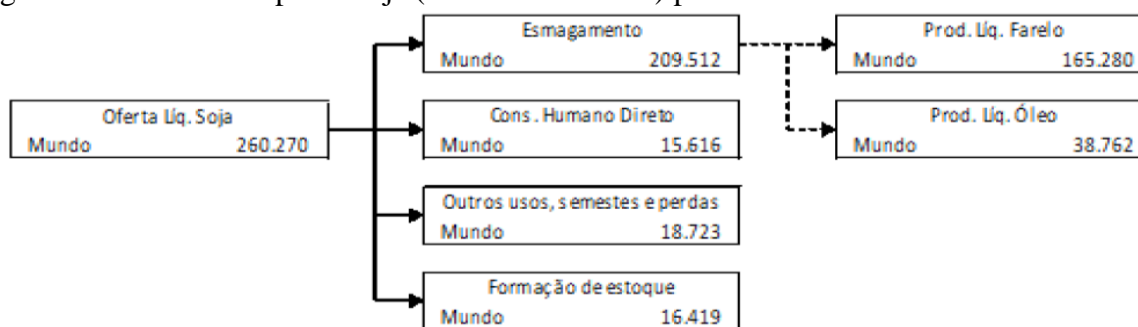 Esmagamento
Mundo 209.512
Prod. Líq. Farelo
Mundo 165.280
Oferta Líq. Soja
Mundo 260.270
Cons. Humano Direto
Mundo 15.616
Prod. Líq. Óleo
Mundo 38.762
Outros usos, semestes e perdas
Mundo 18.723
Formação de estoque
Mundo 16.419